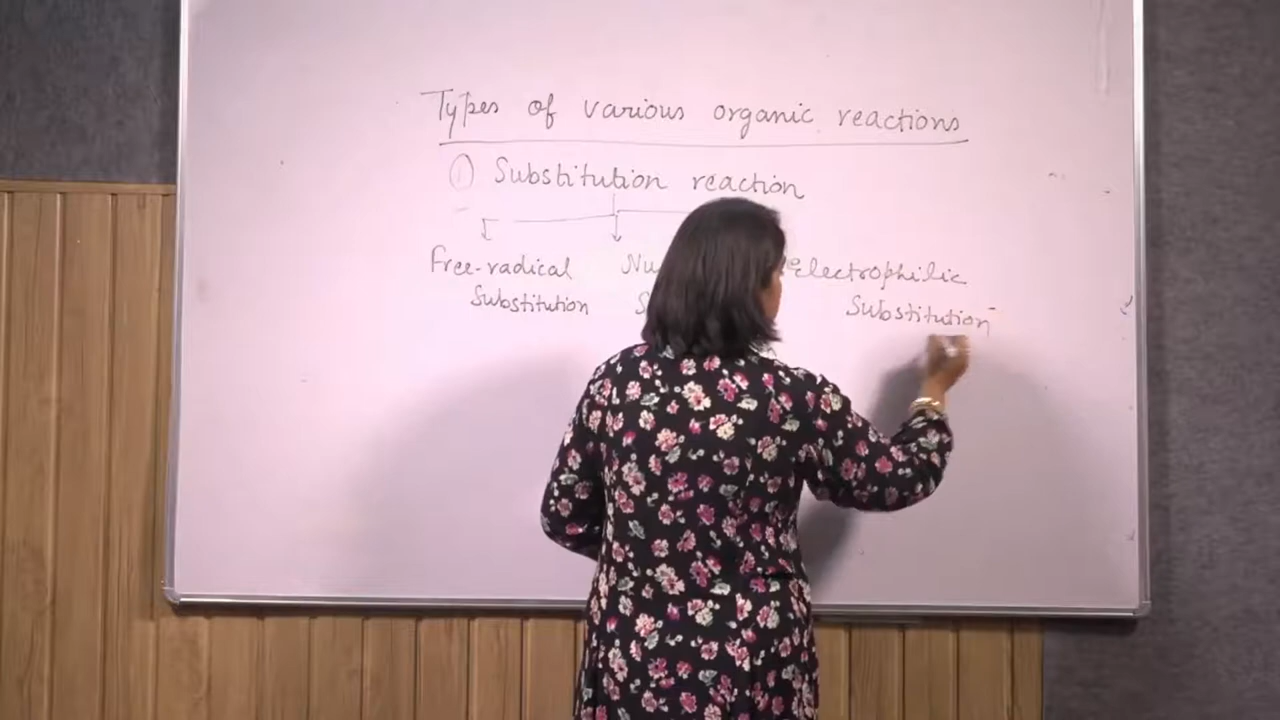 Types of various organic reactions
① Substitution reaction
Free-radical Electrophilic
Substitution Substitution